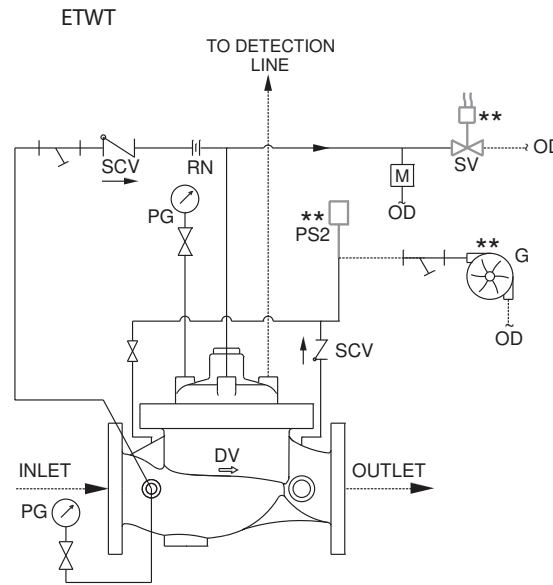 ETWT
TO DETECTION
LINE
**
SV
OD
SCV
RN
M
OD
PG
**
PS2
**
G
OD
SCV
DV
INLET
OUTLET
PG